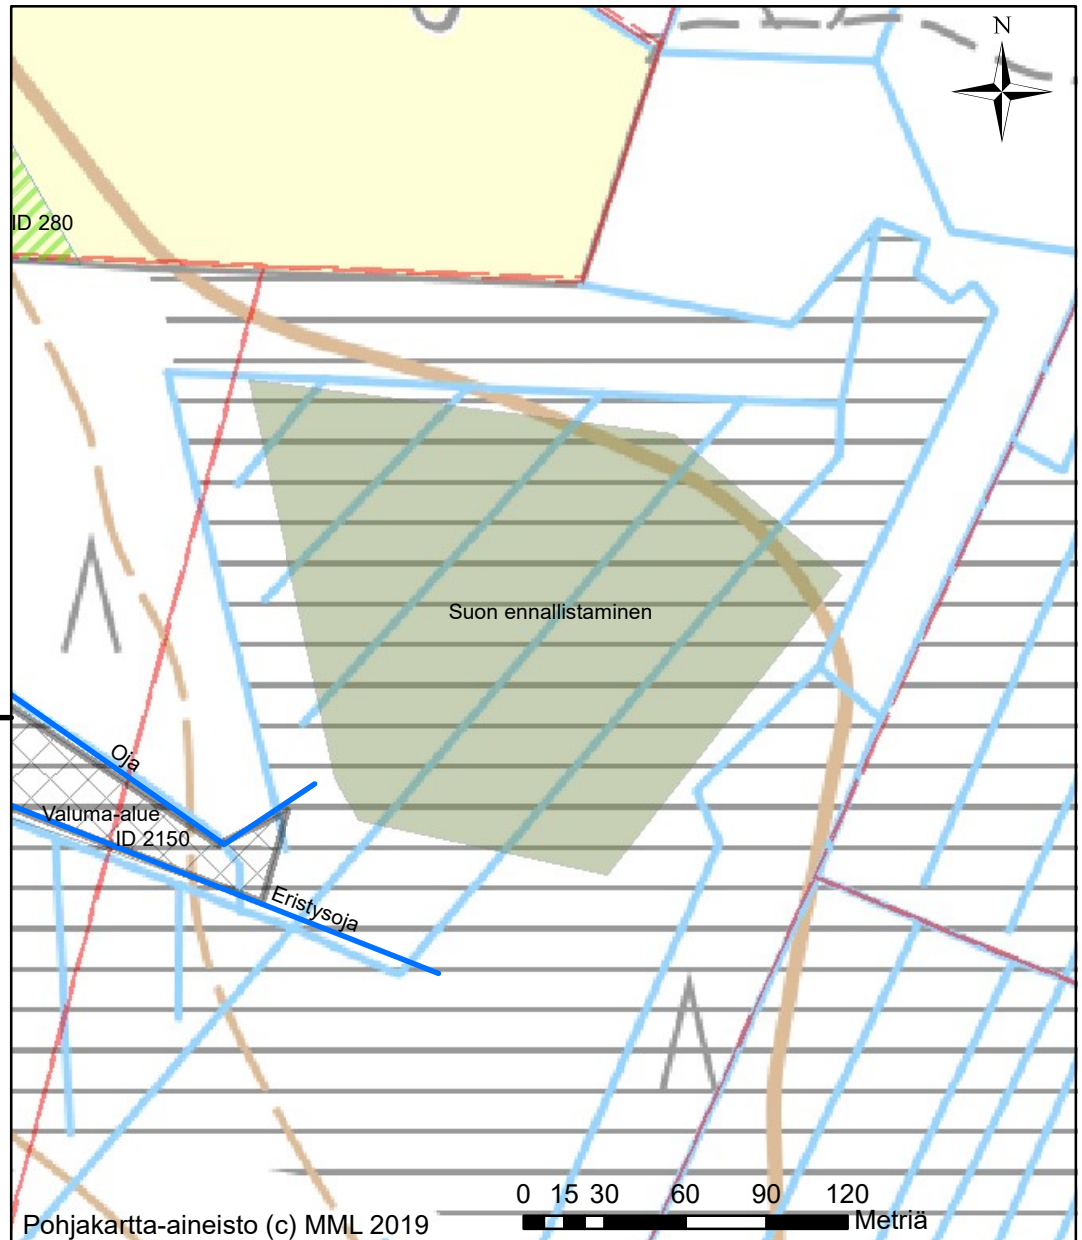 N
ID 280
Suon ennallistaminen
Oja
Valuma-alue
ID 2150
Eristysoja
0 15 30 60 90 120
Metriä
Pohjakartta-aineisto (c) MML 2019